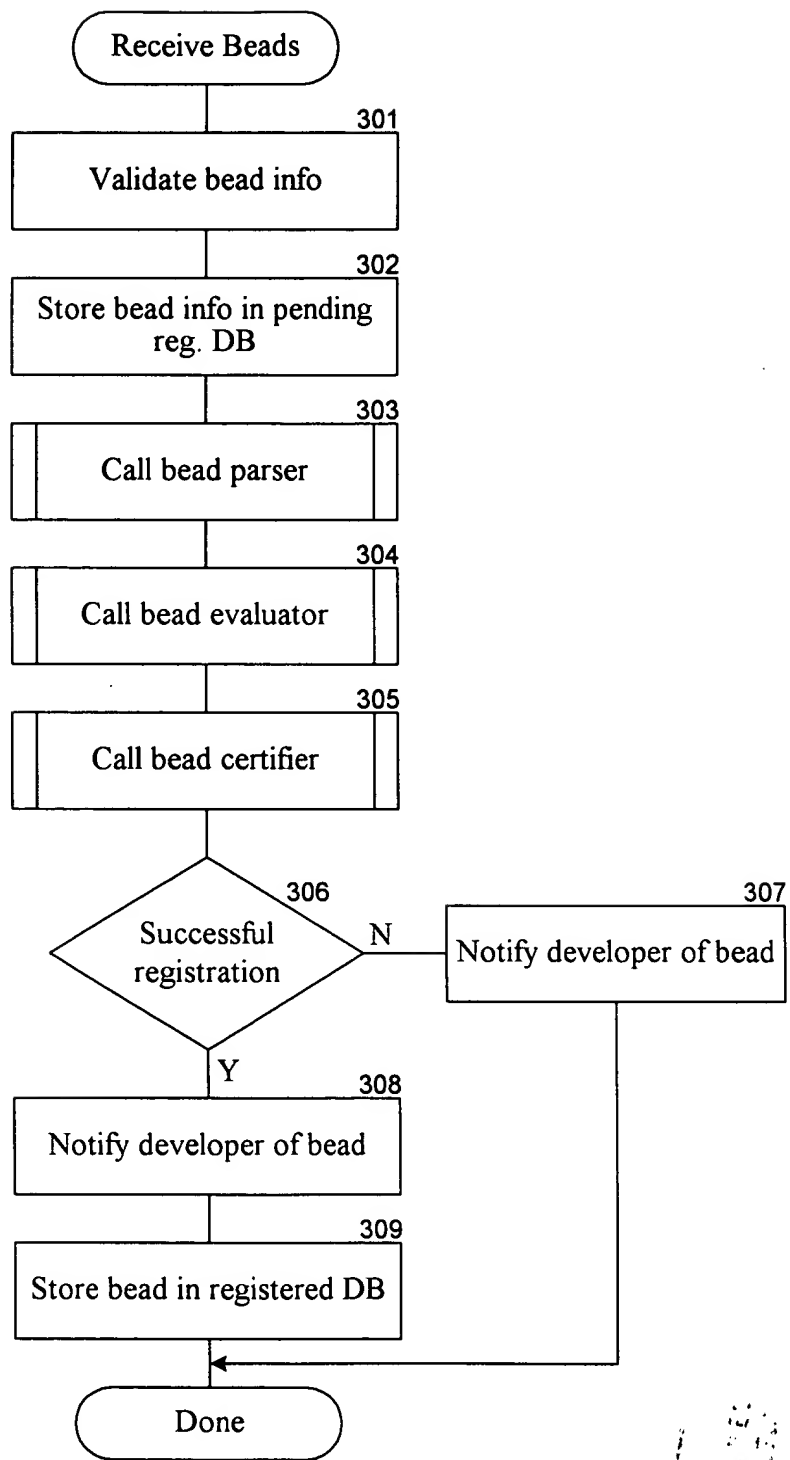 Receive Beads
301
Validate bead info
302
Store bead info in pending
reg. DB
303
Call bead parser
304
Call bead evaluator
305
Call bead certifier
306
Successful
registration
N
307
Notify developer of bead
Y
308
Notify developer of bead
309
Store bead in registered DB
Done